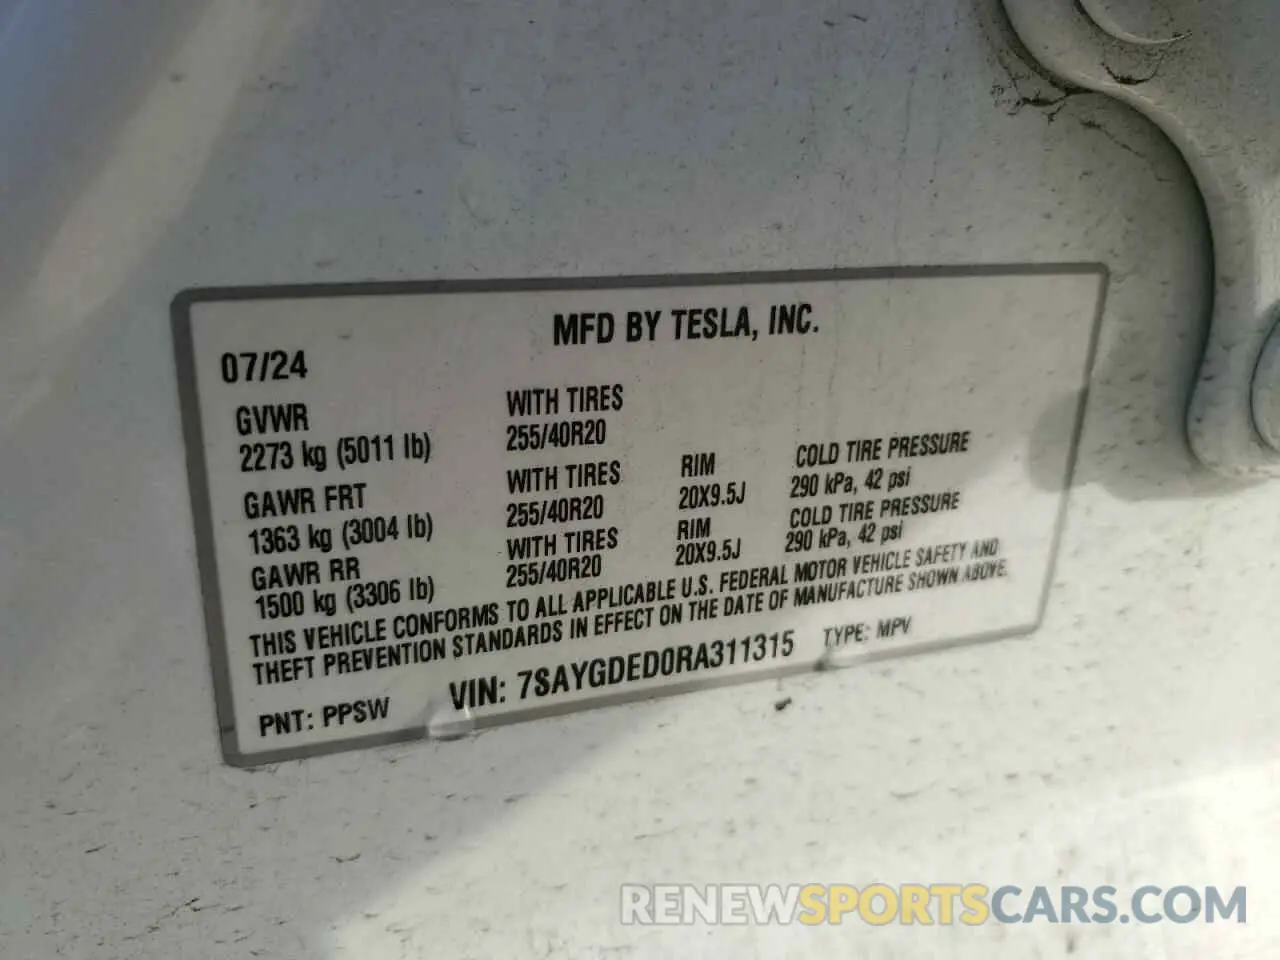 MFD BY TESLA, INC.
07/24
GVWR WITH TIRES
2273 kg (5011 lb) 255/40R20
GAWR FRT WITH TIRES RIM COLD TIRE PRESSURE
1363 kg (3004 lb) 255/40R20 20X9.5J 290 kPa, 42 psi
GAWR RR WITH TIRES RIM COLD TIRE PRESSURE
1500 kg (3306 lb) 255/40R20 20X9.5J 290 kPa, 42 psi
THIS VEHICLE CONFORMS TO ALL APPLICABLE U.S. FEDERAL MOTOR VEHICLE SAFETY AND
THEFT PREVENTION STANDARDS IN EFFECT ON THE DATE OF MANUFACTURE SHOWN ABOVE.
PNT: PPSW VIN: 7SAYGDED0RA311315 TYPE: MPV
RENEWSPORTSCARS.COM